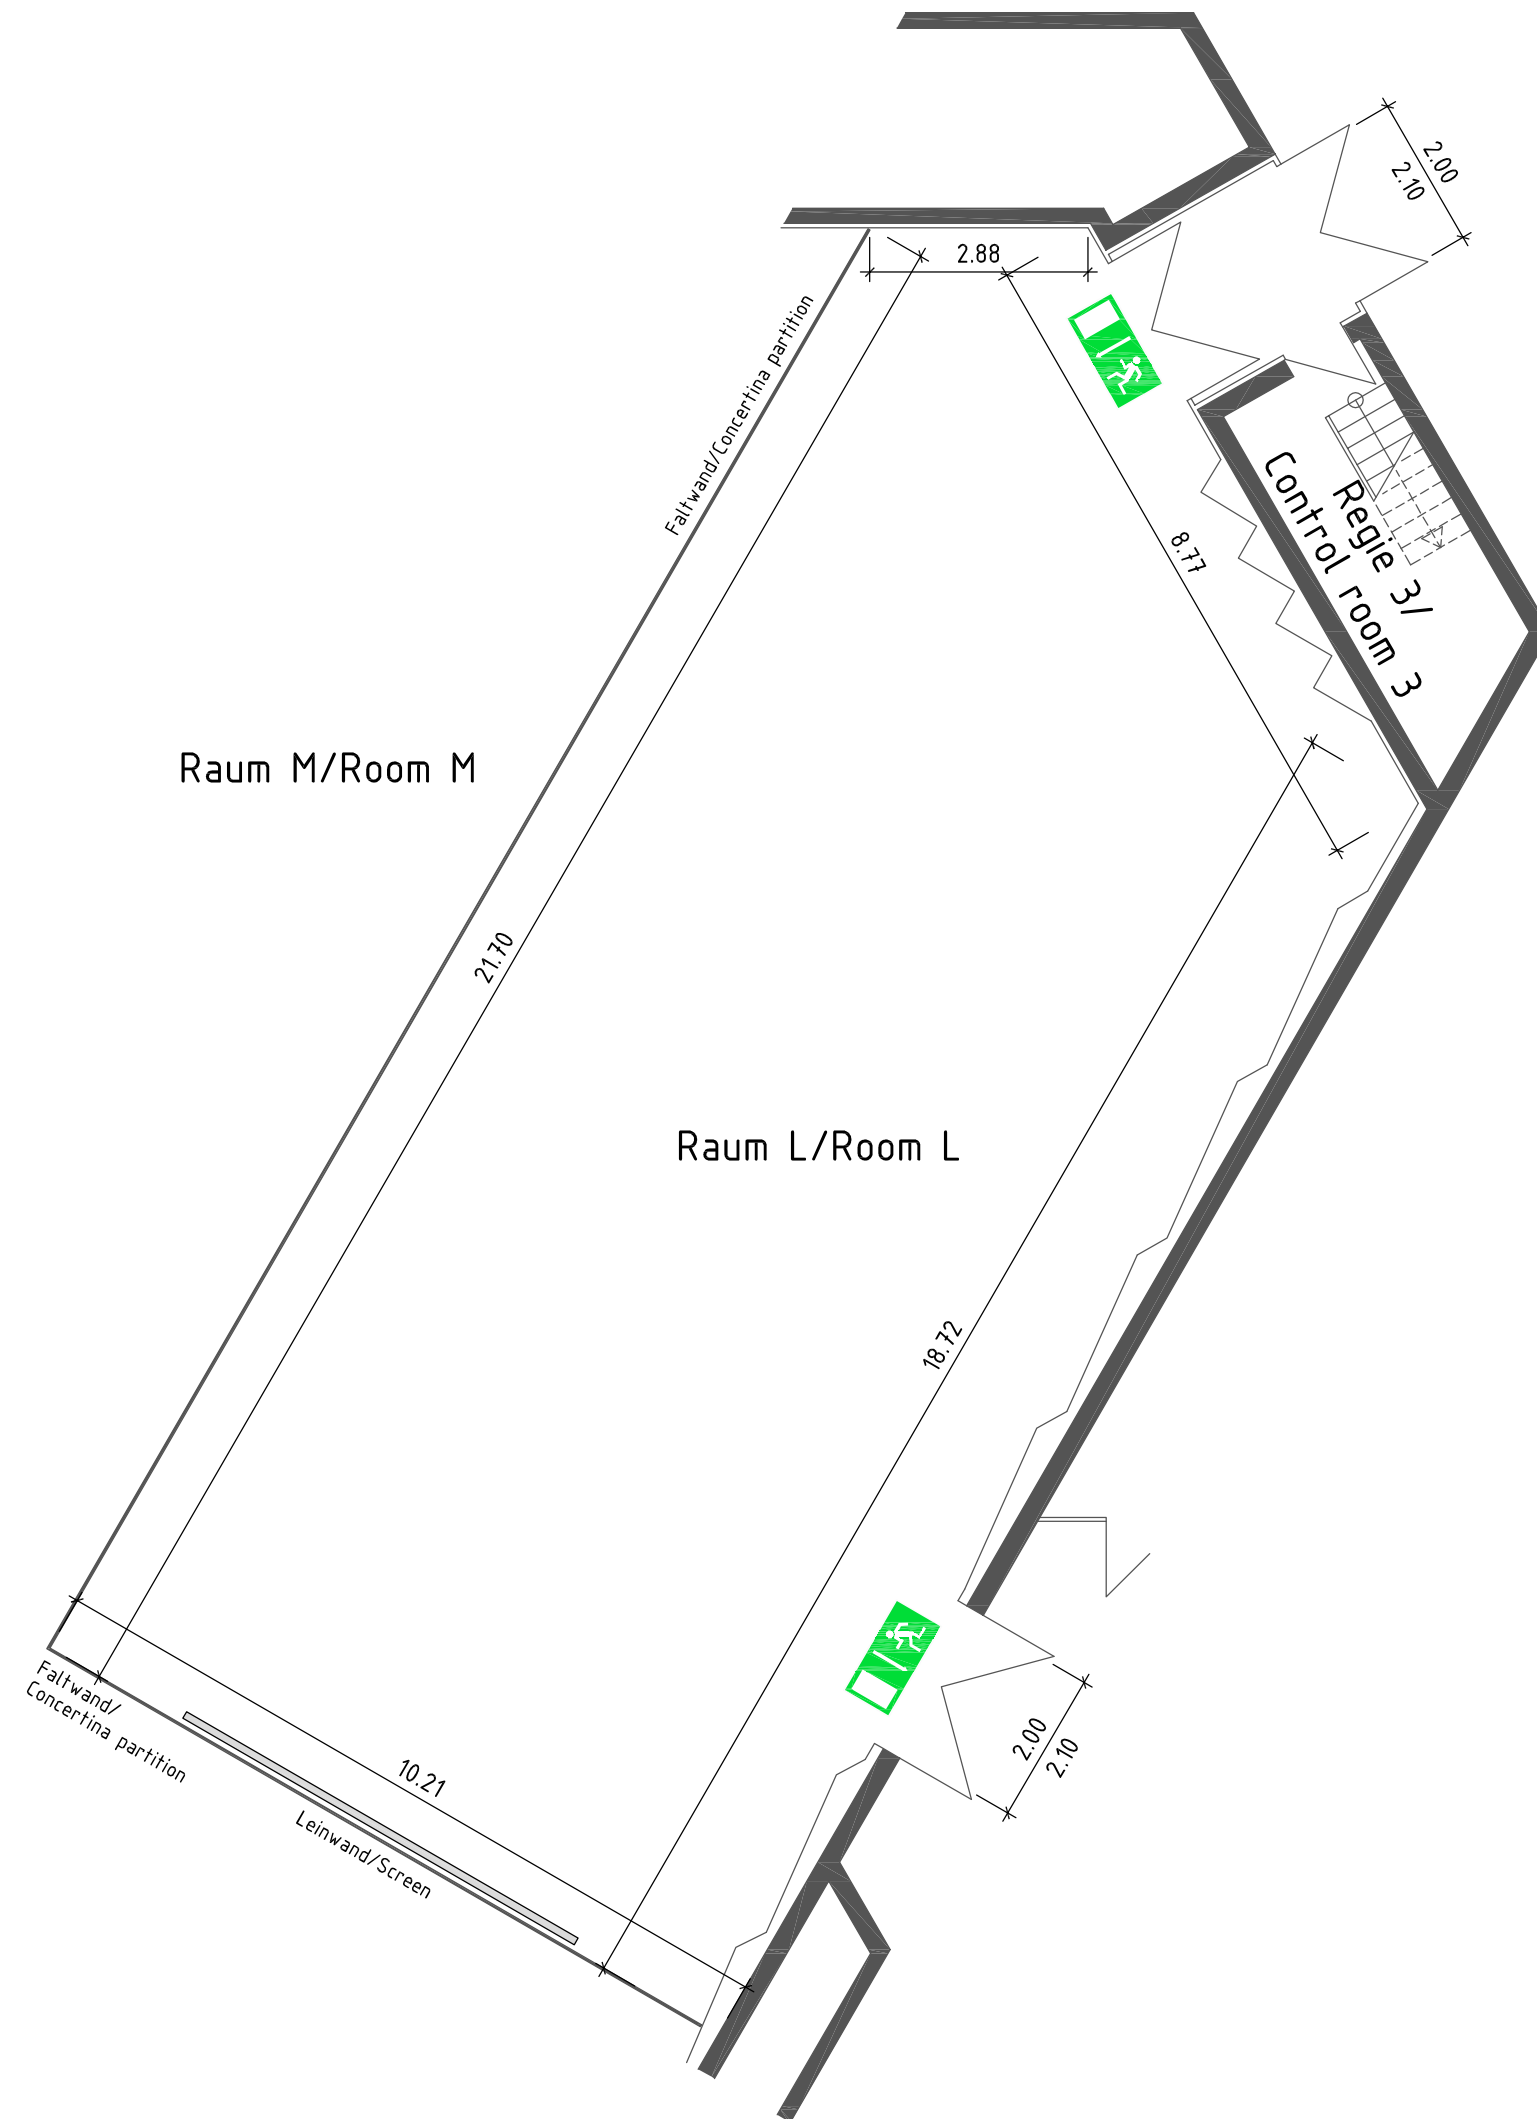 2.00
2.10
2.88
Faltwand/Concertina partition
8.77
Regie 3/
Control room 3
Raum M/Room M
21.70
Raum L/Room L
18.72
Faltwand/
Concertina partition
2.00
2.10
10.21
Leinwand/Screen